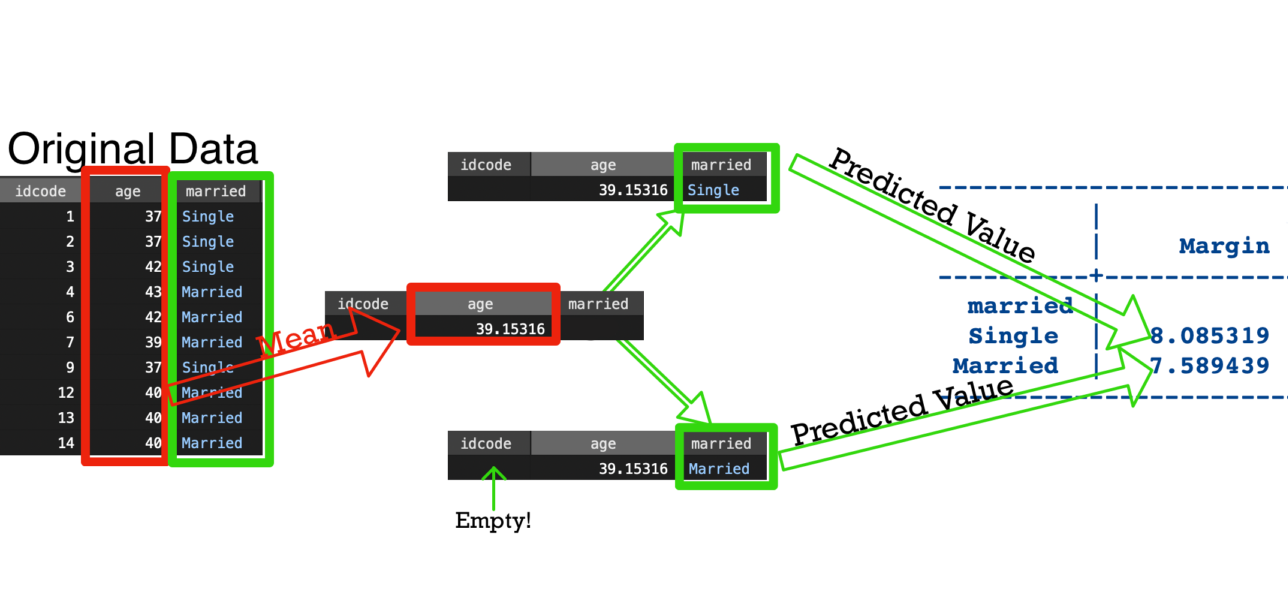 Original Data
idcode age married
1 37 Single
2 37 Single
3 42 Single
4 43 Married
6 42 Married
7 39 Married
9 37 Single
12 40 Married
13 40 Married
14 40 Married
Mean
idcode age married
39.15316
idcode age married
39.15316 Single
idcode age married
39.15316 Married
Empty!
Predicted Value
Predicted Value
Margin
married
Single 8.085319
Married 7.589439